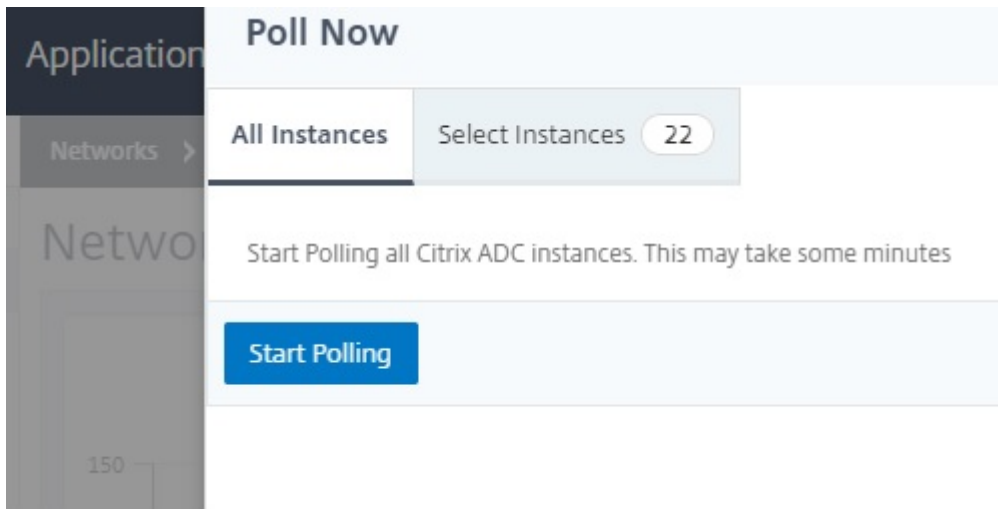 Poll Now
Application
All Instances
Select Instances 22
Networks >
Netwo
Start Polling all Citrix ADC instances. This may take some minutes
Start Polling
150